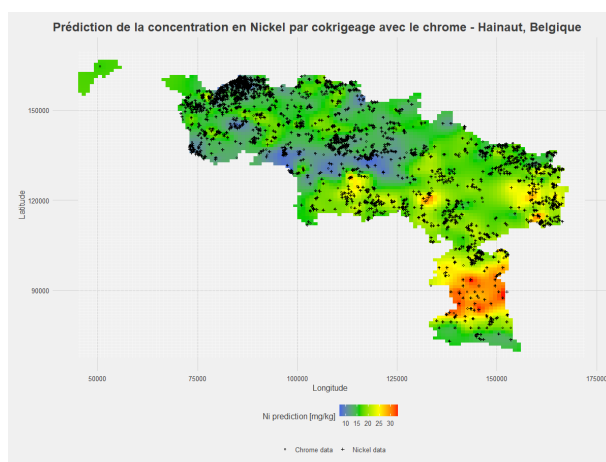 Prédiction de la concentration en Nickel par cokrigeage avec le chrome - Hainaut, Belgique
150000
120000
90000
Latitude
50000 75000 100000 125000 150000 175000
Longitude
Ni prediction [mg/kg]
10 15 20 25 30
Chrome data + Nickel data